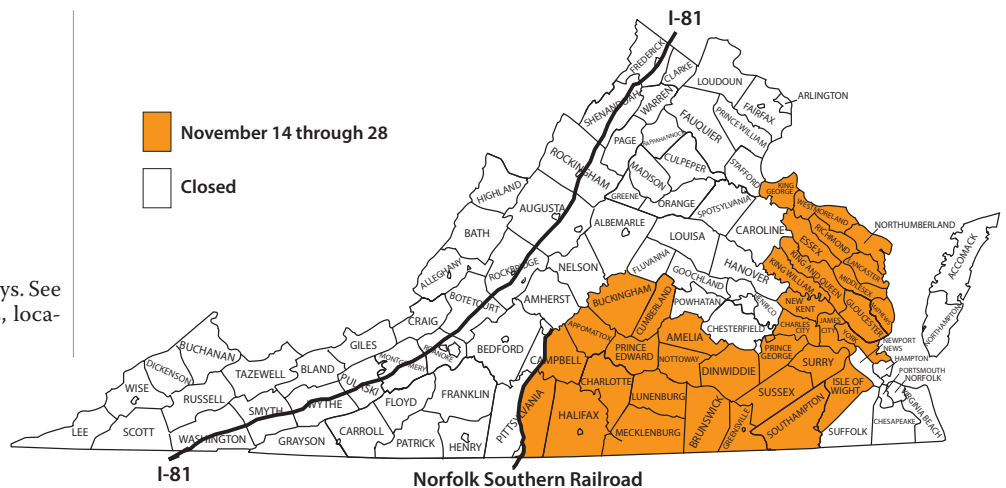 I-81
November 14 through 28
Closed
ys. See
, loca-
FREDERICK
CLARKE
LOUDOUN
SHENANDOAH
WARREN
FAIRFAX
ARLINGTON
FAUQUIER
PRINCE WILLIAM
PAGE
RAPPAHANNOCK
ROCKINGHAM
CULPEPER
MADISON
STAFFORD
HIGHLAND
GREENE
ORANGE
KING
GEORGE
AUGUSTA
SPOTSYLVANIA
WESTMORELAND
ALBEMARLE
CAROLINE
NORTHUMBERLAND
RICHMOND
BATH
LOUISA
ESSEX
ACCOMACK
ROCKBRIDGE
NELSON
FLUVANNA
HANOVER
KING AND QUEEN
LANCASTER
ALLEGHANY
GOOCHLAND
KING WILLIAM
MIDDLESEX
BOTETOURT
AMHERST
BUCKINGHAM
CUMBERLAND
POWHATAN
HENRICO
NEW
KENT
GLOUCESTER
MATHEWS
CRAIG
CHESTERFIELD
CHARLES
CITY
JAMES
CITY
YORK
NORTHAMPTON
APPOMATTOX
AMELIA
GILES
ROANOKE
BEDFORD
PRINCE
EDWARD
PRINCE
GEORGE
NEWPORT
NEWS
BUCHANAN
MONTGOMERY
CAMPBELL
NOTTOWAY
SURRY
HAMPTON
DICKENSON
TAZEWELL
BLAND
DINWIDDIE
PORTSMOUTH
NORFOLK
WISE
PULASKI
FRANKLIN
CHARLOTTE
ISLE OF
WIGHT
RUSSELL
WYTHE
FLOYD
LUNENBURG
SUSSEX
VIRGINIA BEACH
SMYTH
PITTSYLVANIA
HALIFAX
BRUNSWICK
GREENSVILLE
SOUTHAMPTON
LEE
SCOTT
WASHINGTON
GRAYSON
CARROLL
PATRICK
HENRY
MECKLENBURG
SUFFOLK
CHESAPEAKE
I-81
Norfolk Southern Railroad